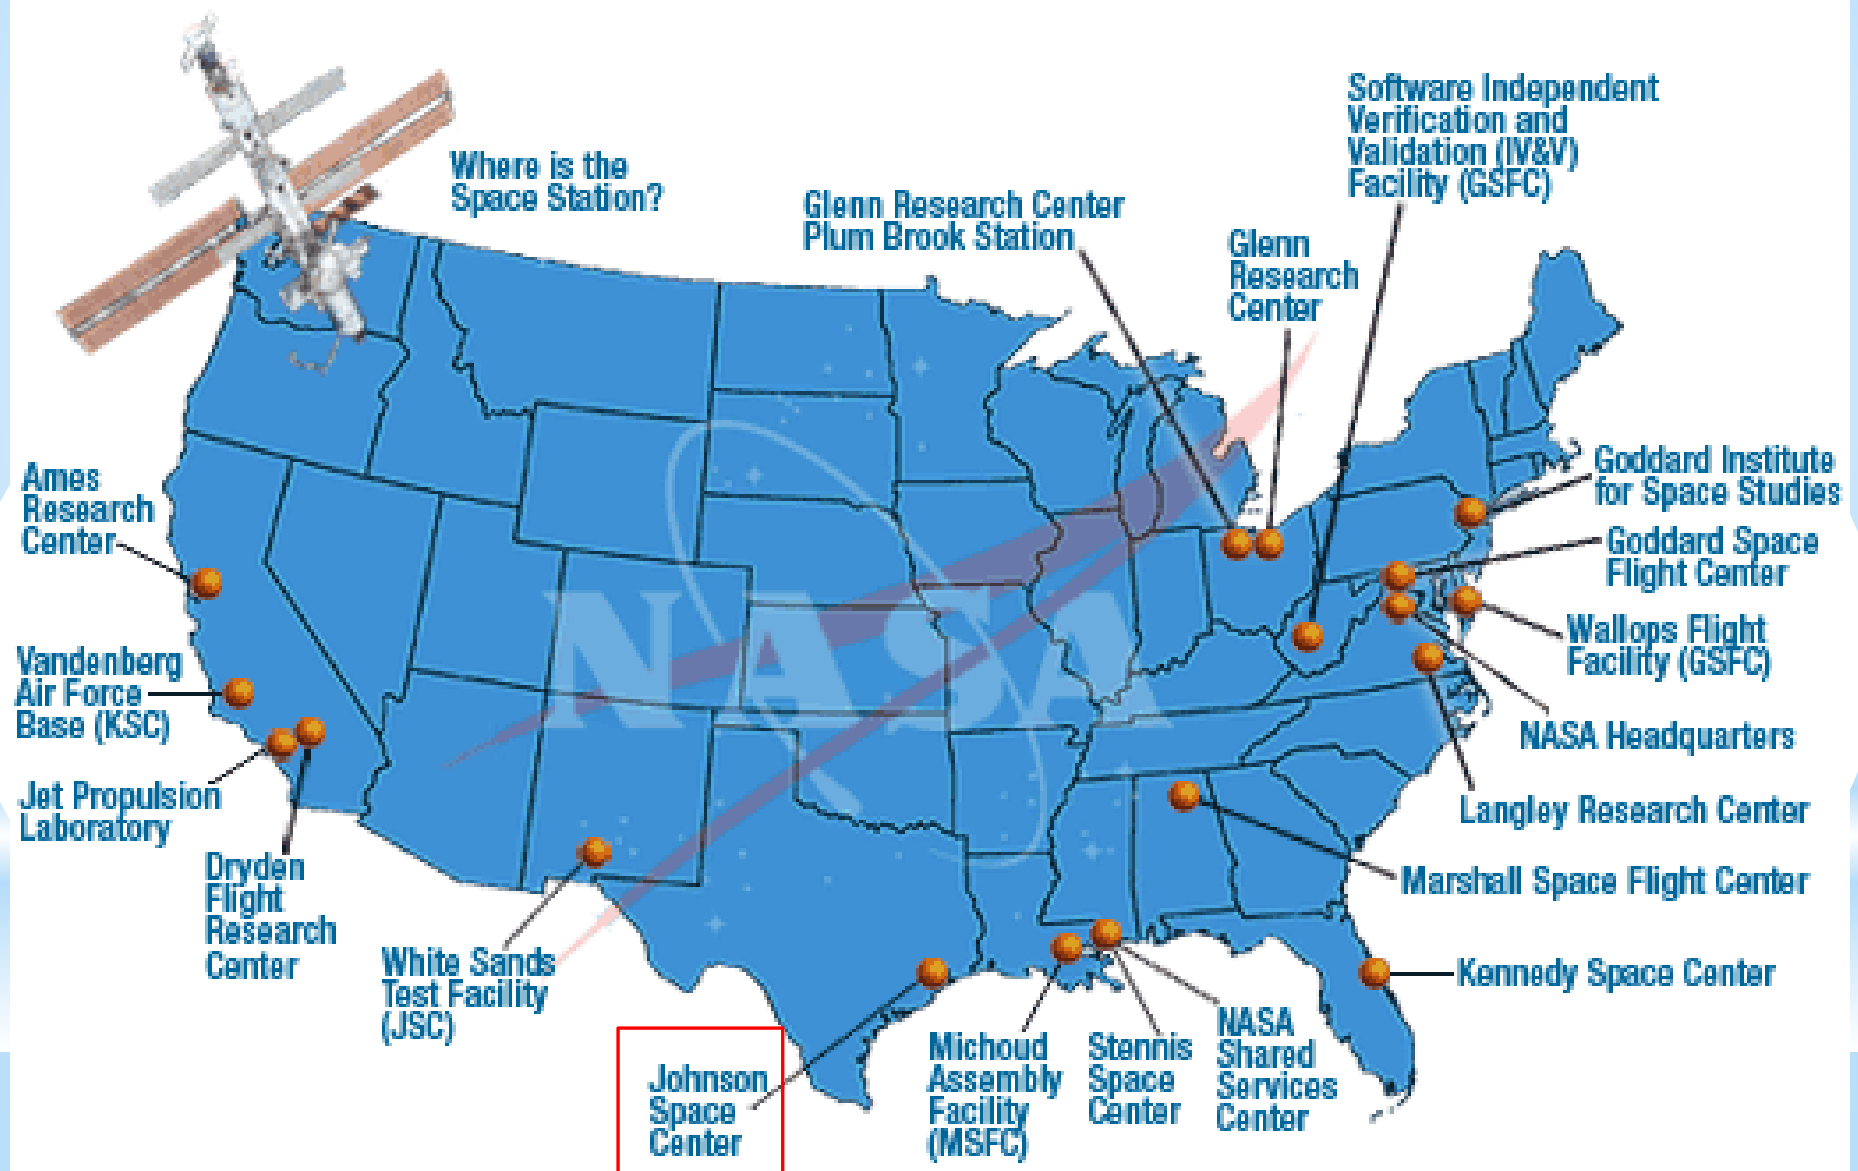 Where is the
Space Station?
Software Independent
Verification and
Validation (IV&V)
Facility (GSFC)
Glenn Research Center
Plum Brook Station
Glenn
Research
Center
Ames
Research
Center
Goddard Institute
for Space Studies
Goddard Space
Flight Center
Wallops Flight
Facility (GSFC)
Vandenberg
Air Force
Base (KSC)
NASA
NASA Headquarters
Jet Propulsion
Laboratory
Langley Research Center
Dryden
Flight
Research
Center
Marshall Space Flight Center
White Sands
Test Facility
(JSC)
Kennedy Space Center
Johnson
Space
Center
Michoud
Assembly
Facility
(MSFC)
Stennis
Space
Center
NASA
Shared
Services
Center